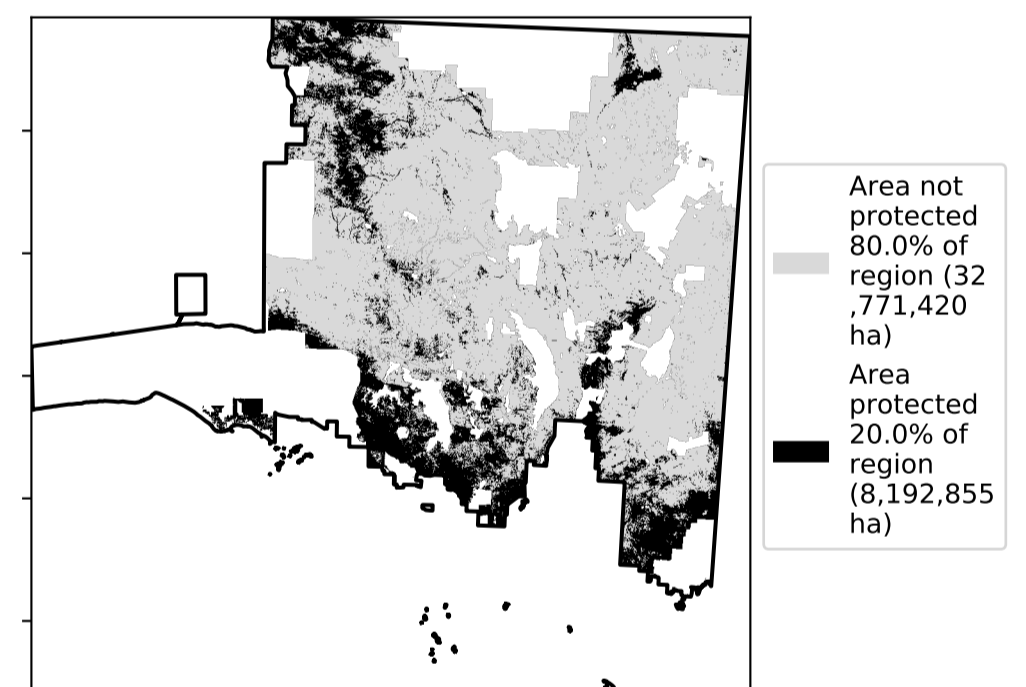 Area not
protected
80.0% of
region (32
,771,420
ha)
Area
protected
20.0% of
region
(8,192,855
ha)